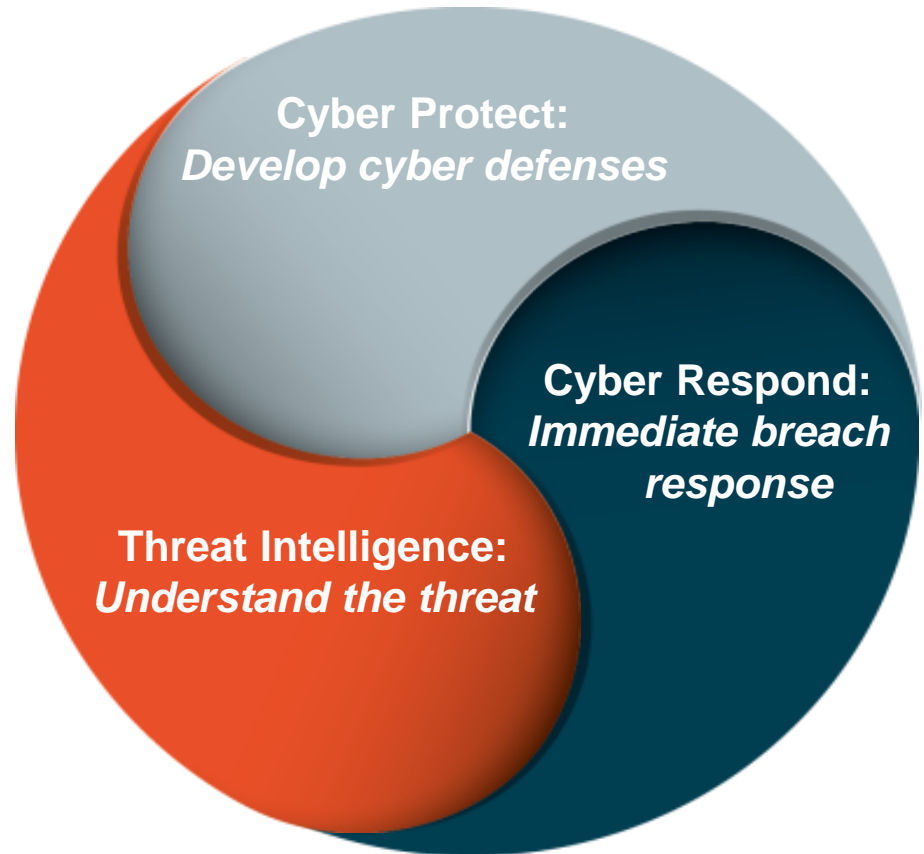 Cyber Protect:
Develop cyber defenses
Cyber Respond:
Immediate breach
response
Threat Intelligence:
Understand the threat